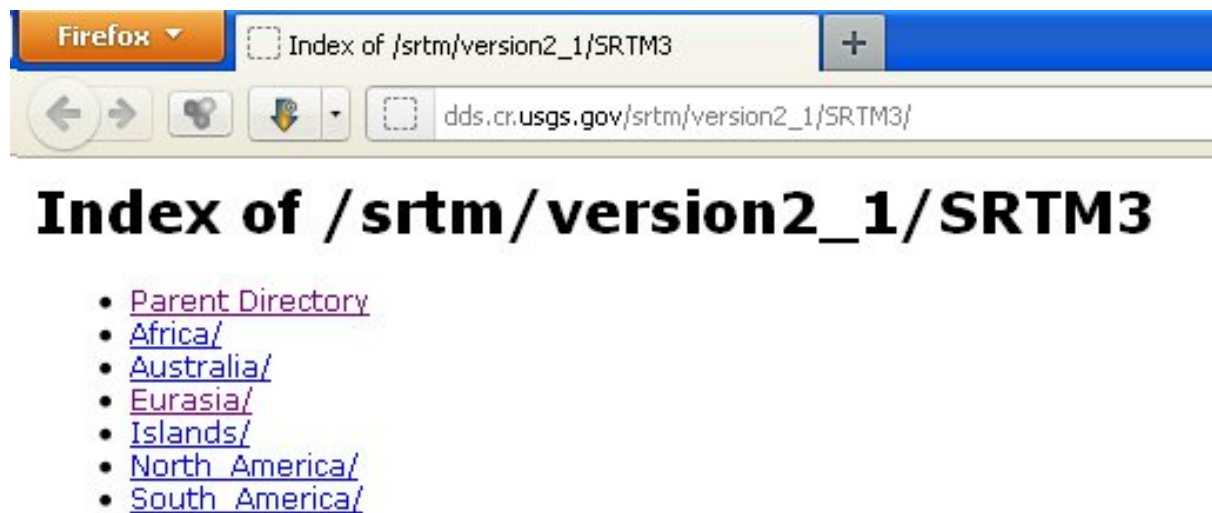 Firefox
Index of /srtm/version2_1/SRTM3
+
dds.cr.usgs.gov/srtm/version2_1/SRTM3/
Index of /srtm/version2_1/SRTM3
• Parent Directory
• Africa/
• Australia/
• Eurasia/
• Islands/
• North_America/
• South_America/